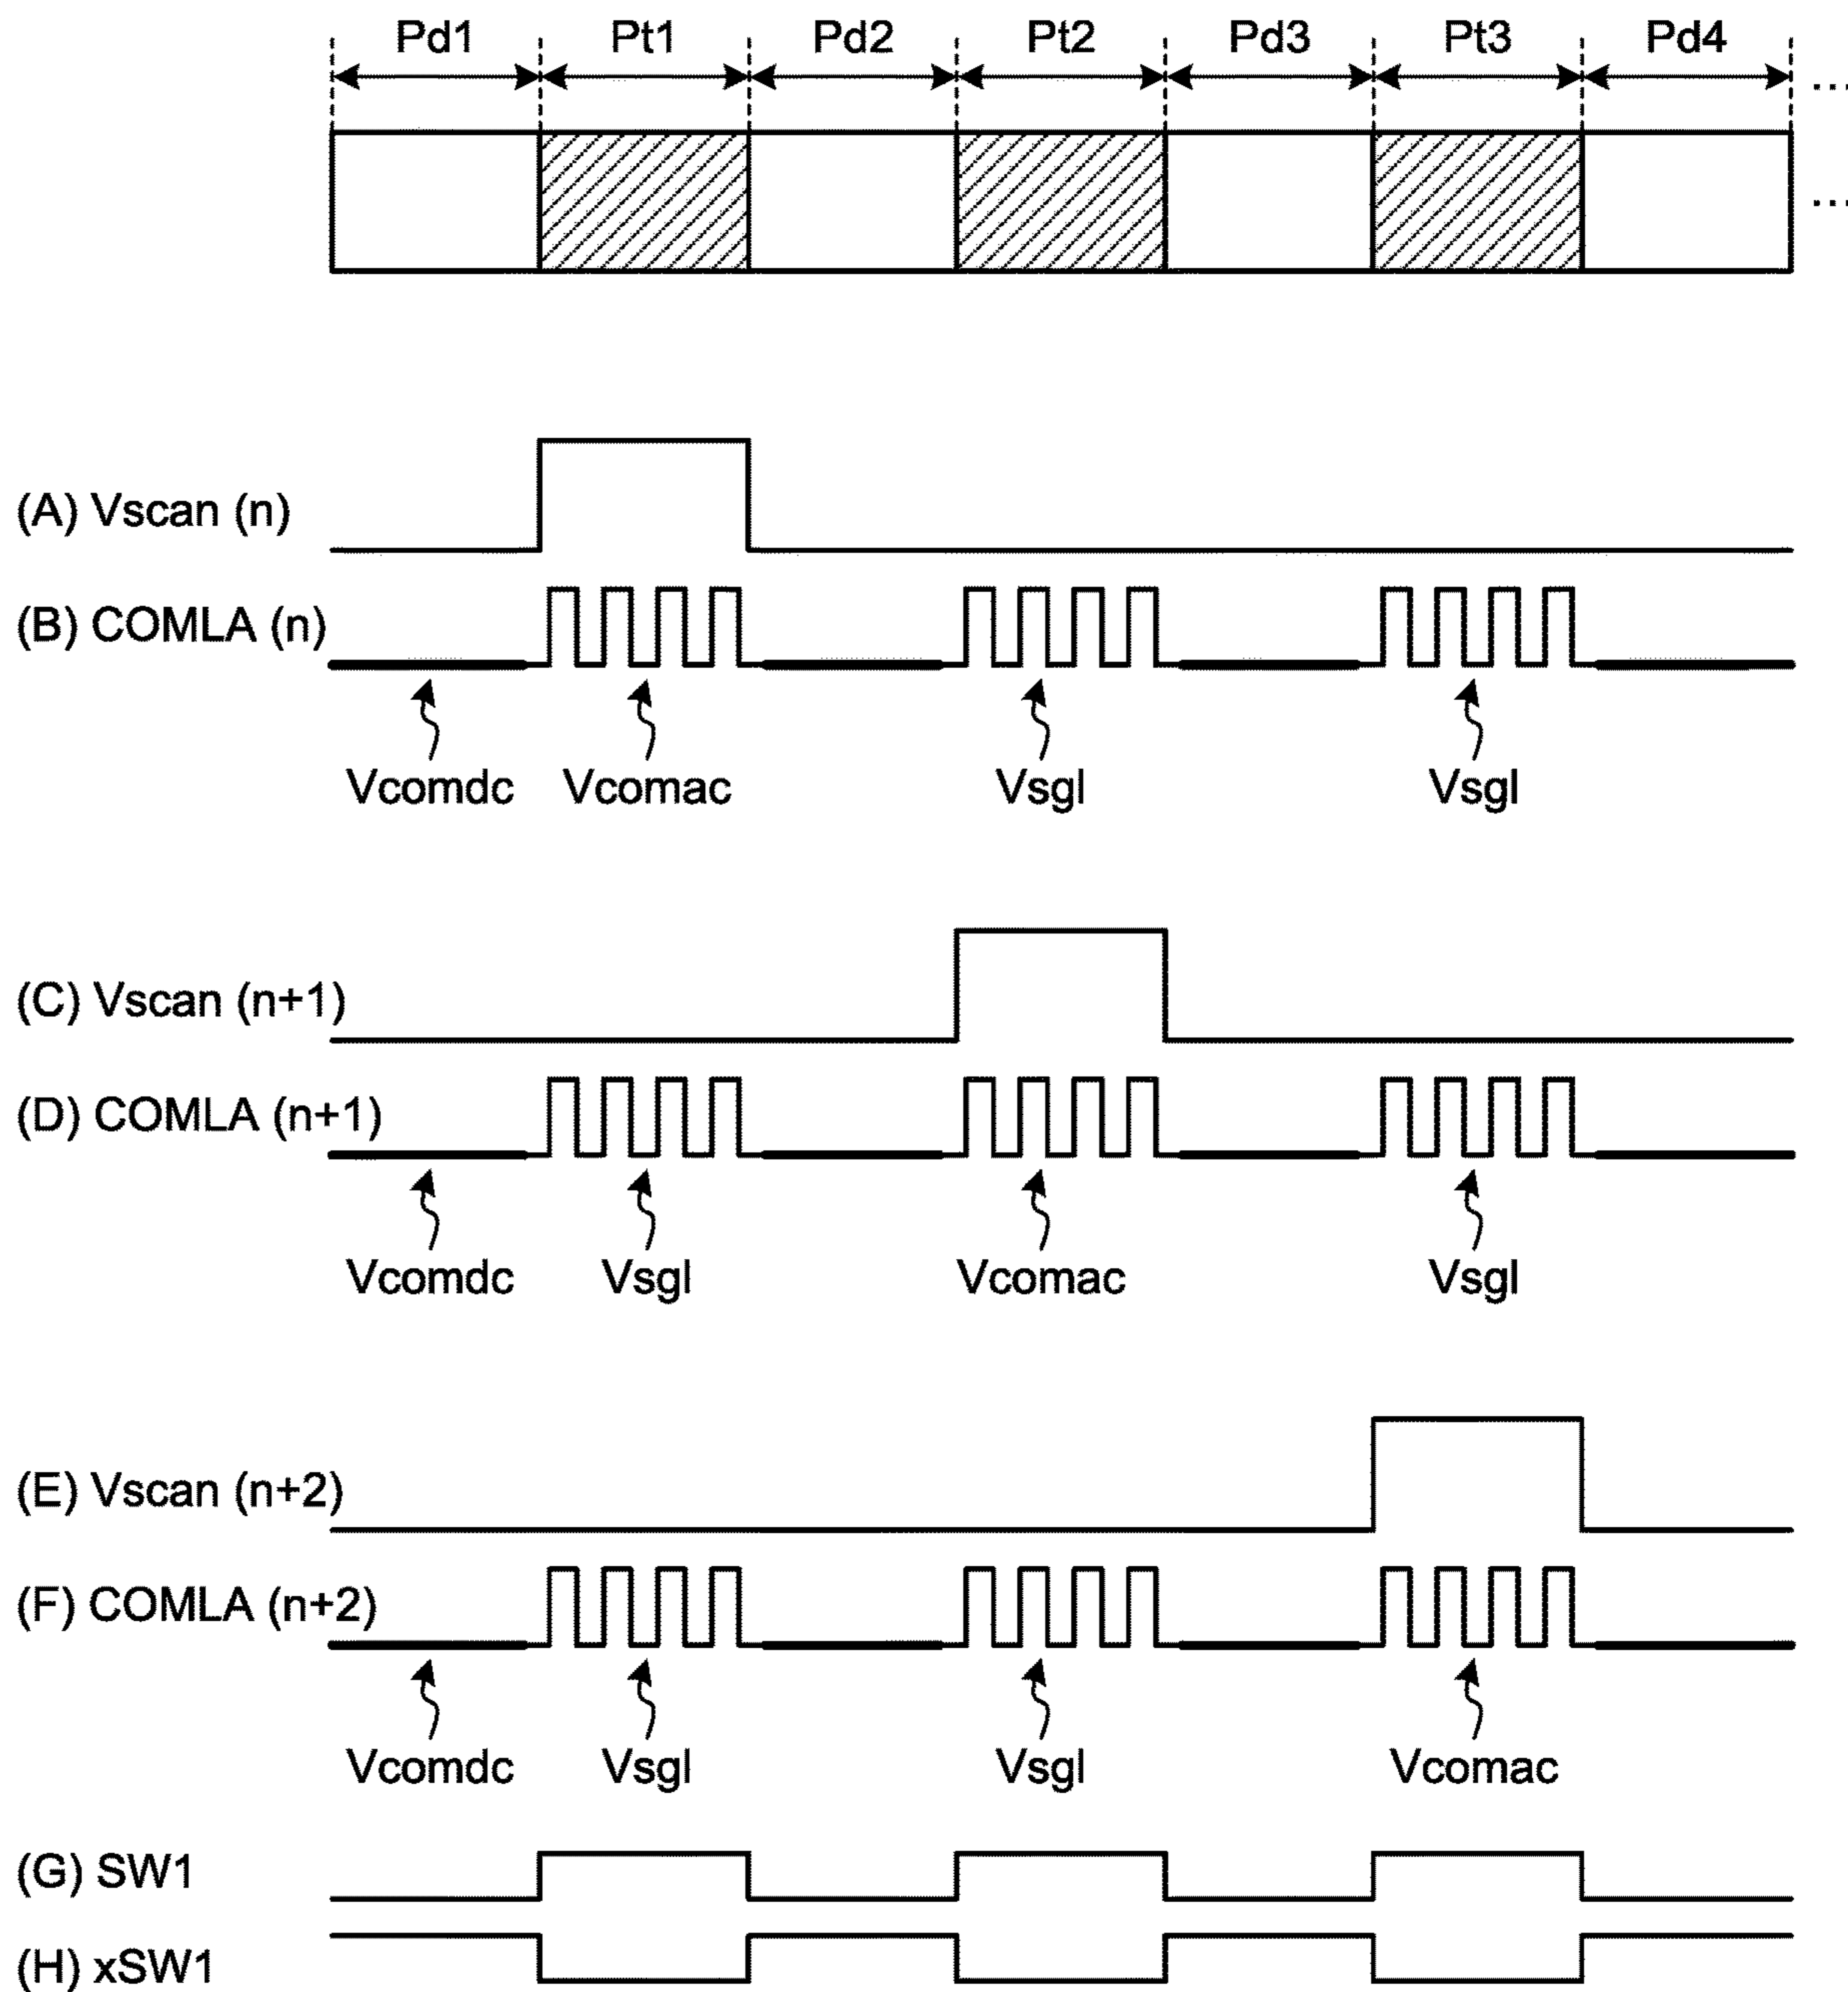 Pd1 Pt1 Pd2 Pt2 Pd3 Pt3 Pd4
...
...
(A) Vscan (n)
(B) COMLA (n)
Vcomdc Vcomac Vsgl Vsgl
(C) Vscan (n+1)
(D) COMLA (n+1)
Vcomdc Vsgl Vcomac Vsgl
(E) Vscan (n+2)
(F) COMLA (n+2)
Vcomdc Vsgl Vsgl Vcomac
(G) SW1
(H) xSW1